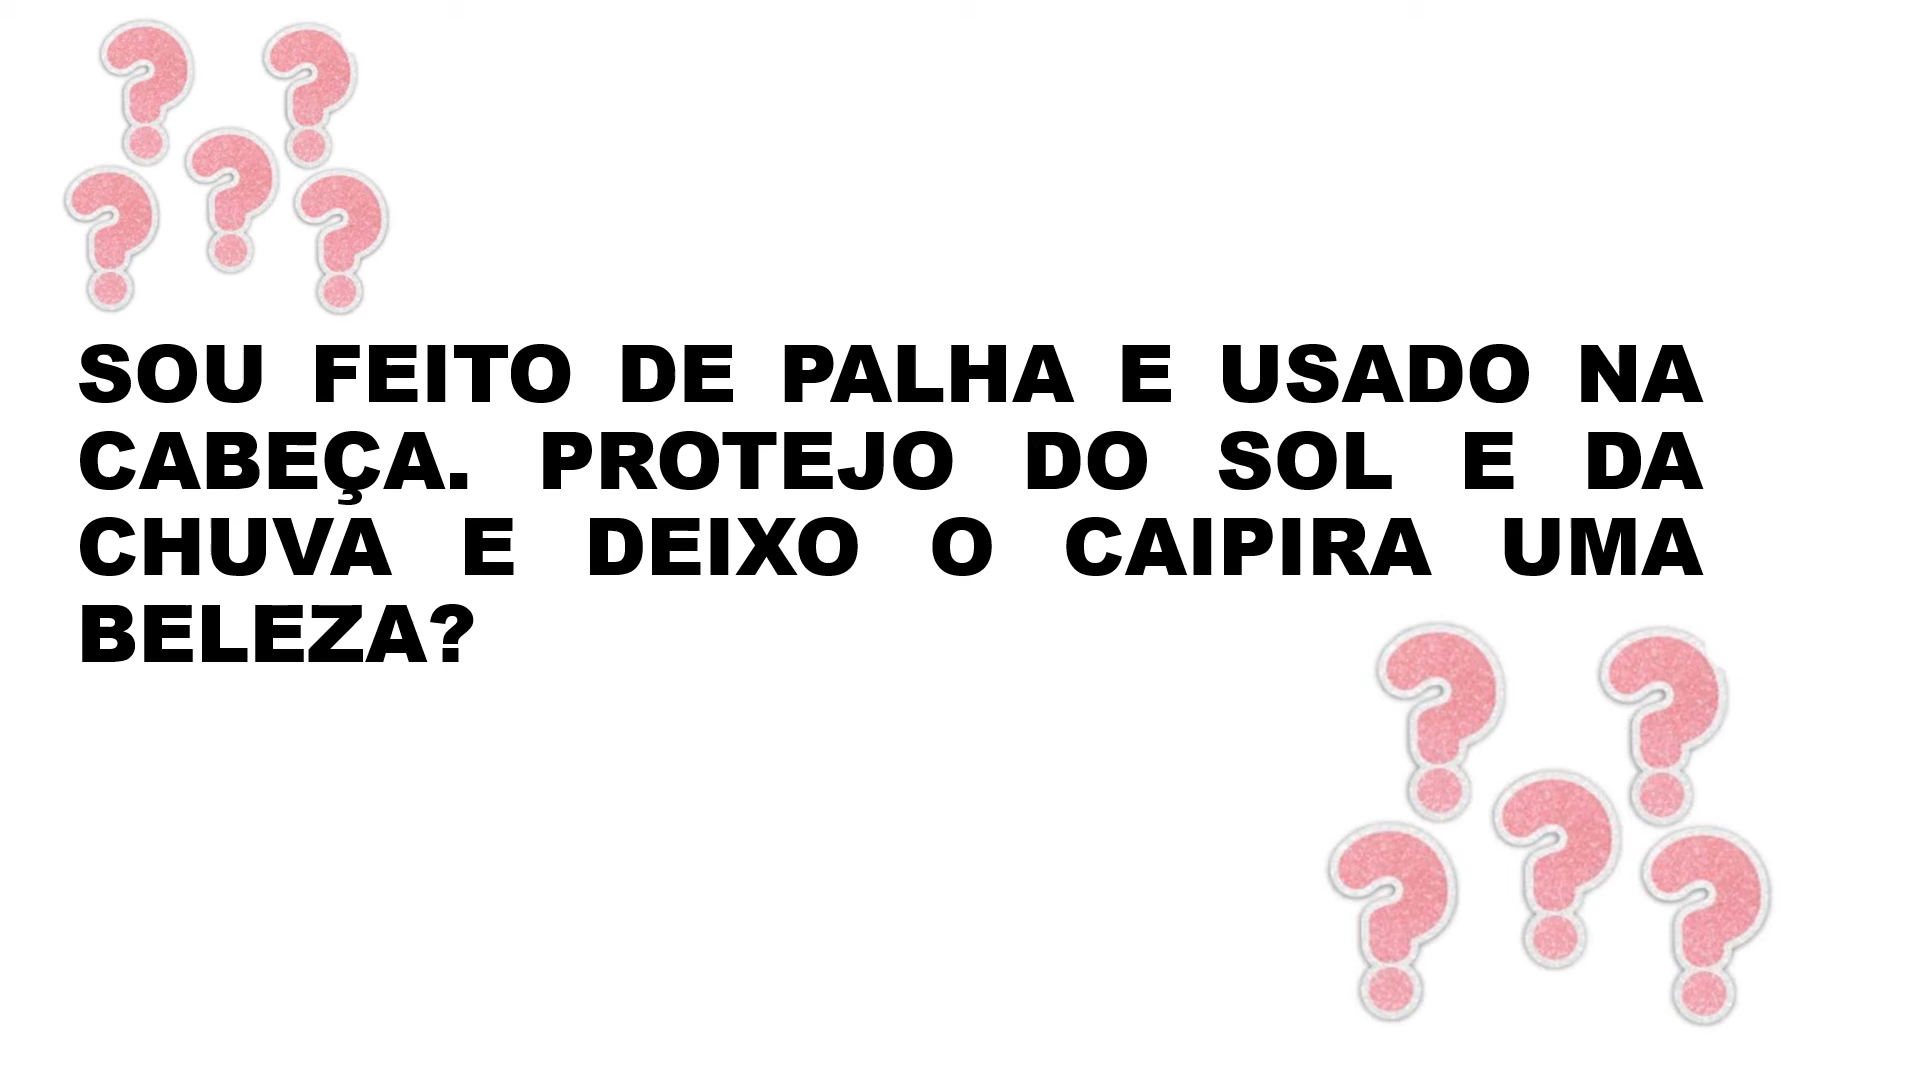 SOU FEITO DE PALHA E USADO NA
CABEÇA. PROTEJO DO SOL E DA
CHUVA E DEIXO O CAIPIRA UMA
BELEZA?